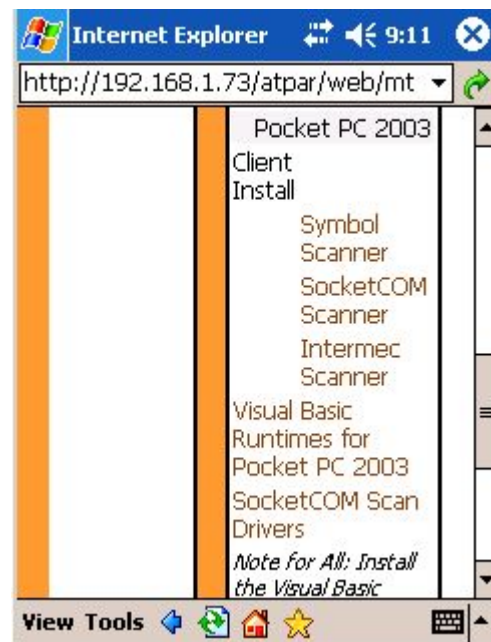 Internet Explorer 9:11
http://192.168.1.73/atpar/web/mt
Pocket PC 2003
Client
Install
Symbol
Scanner
SocketCOM
Scanner
Intermec
Scanner
Visual Basic
Runtimes for
Pocket PC 2003
SocketCOM Scan
Drivers
Note for All: Install
the Visual Basic
View Tools